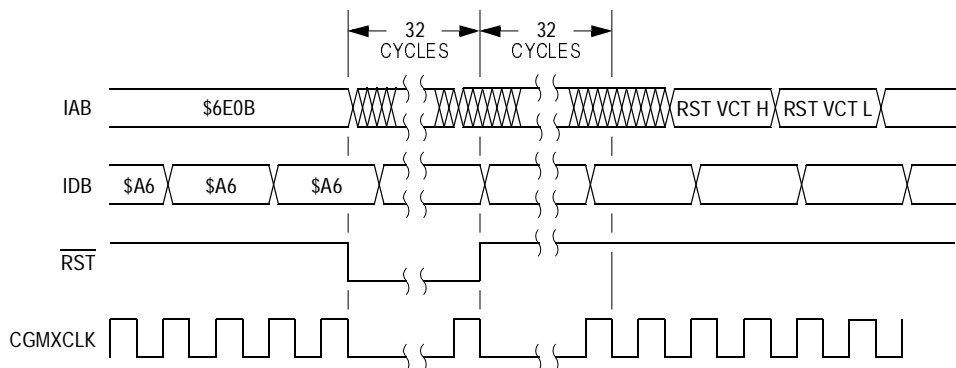 32 CYCLES 32 CYCLES
IAB $6E0B RST VCT H RST VCT L
IDB $A6 $A6 $A6
RST
CGMXCLK